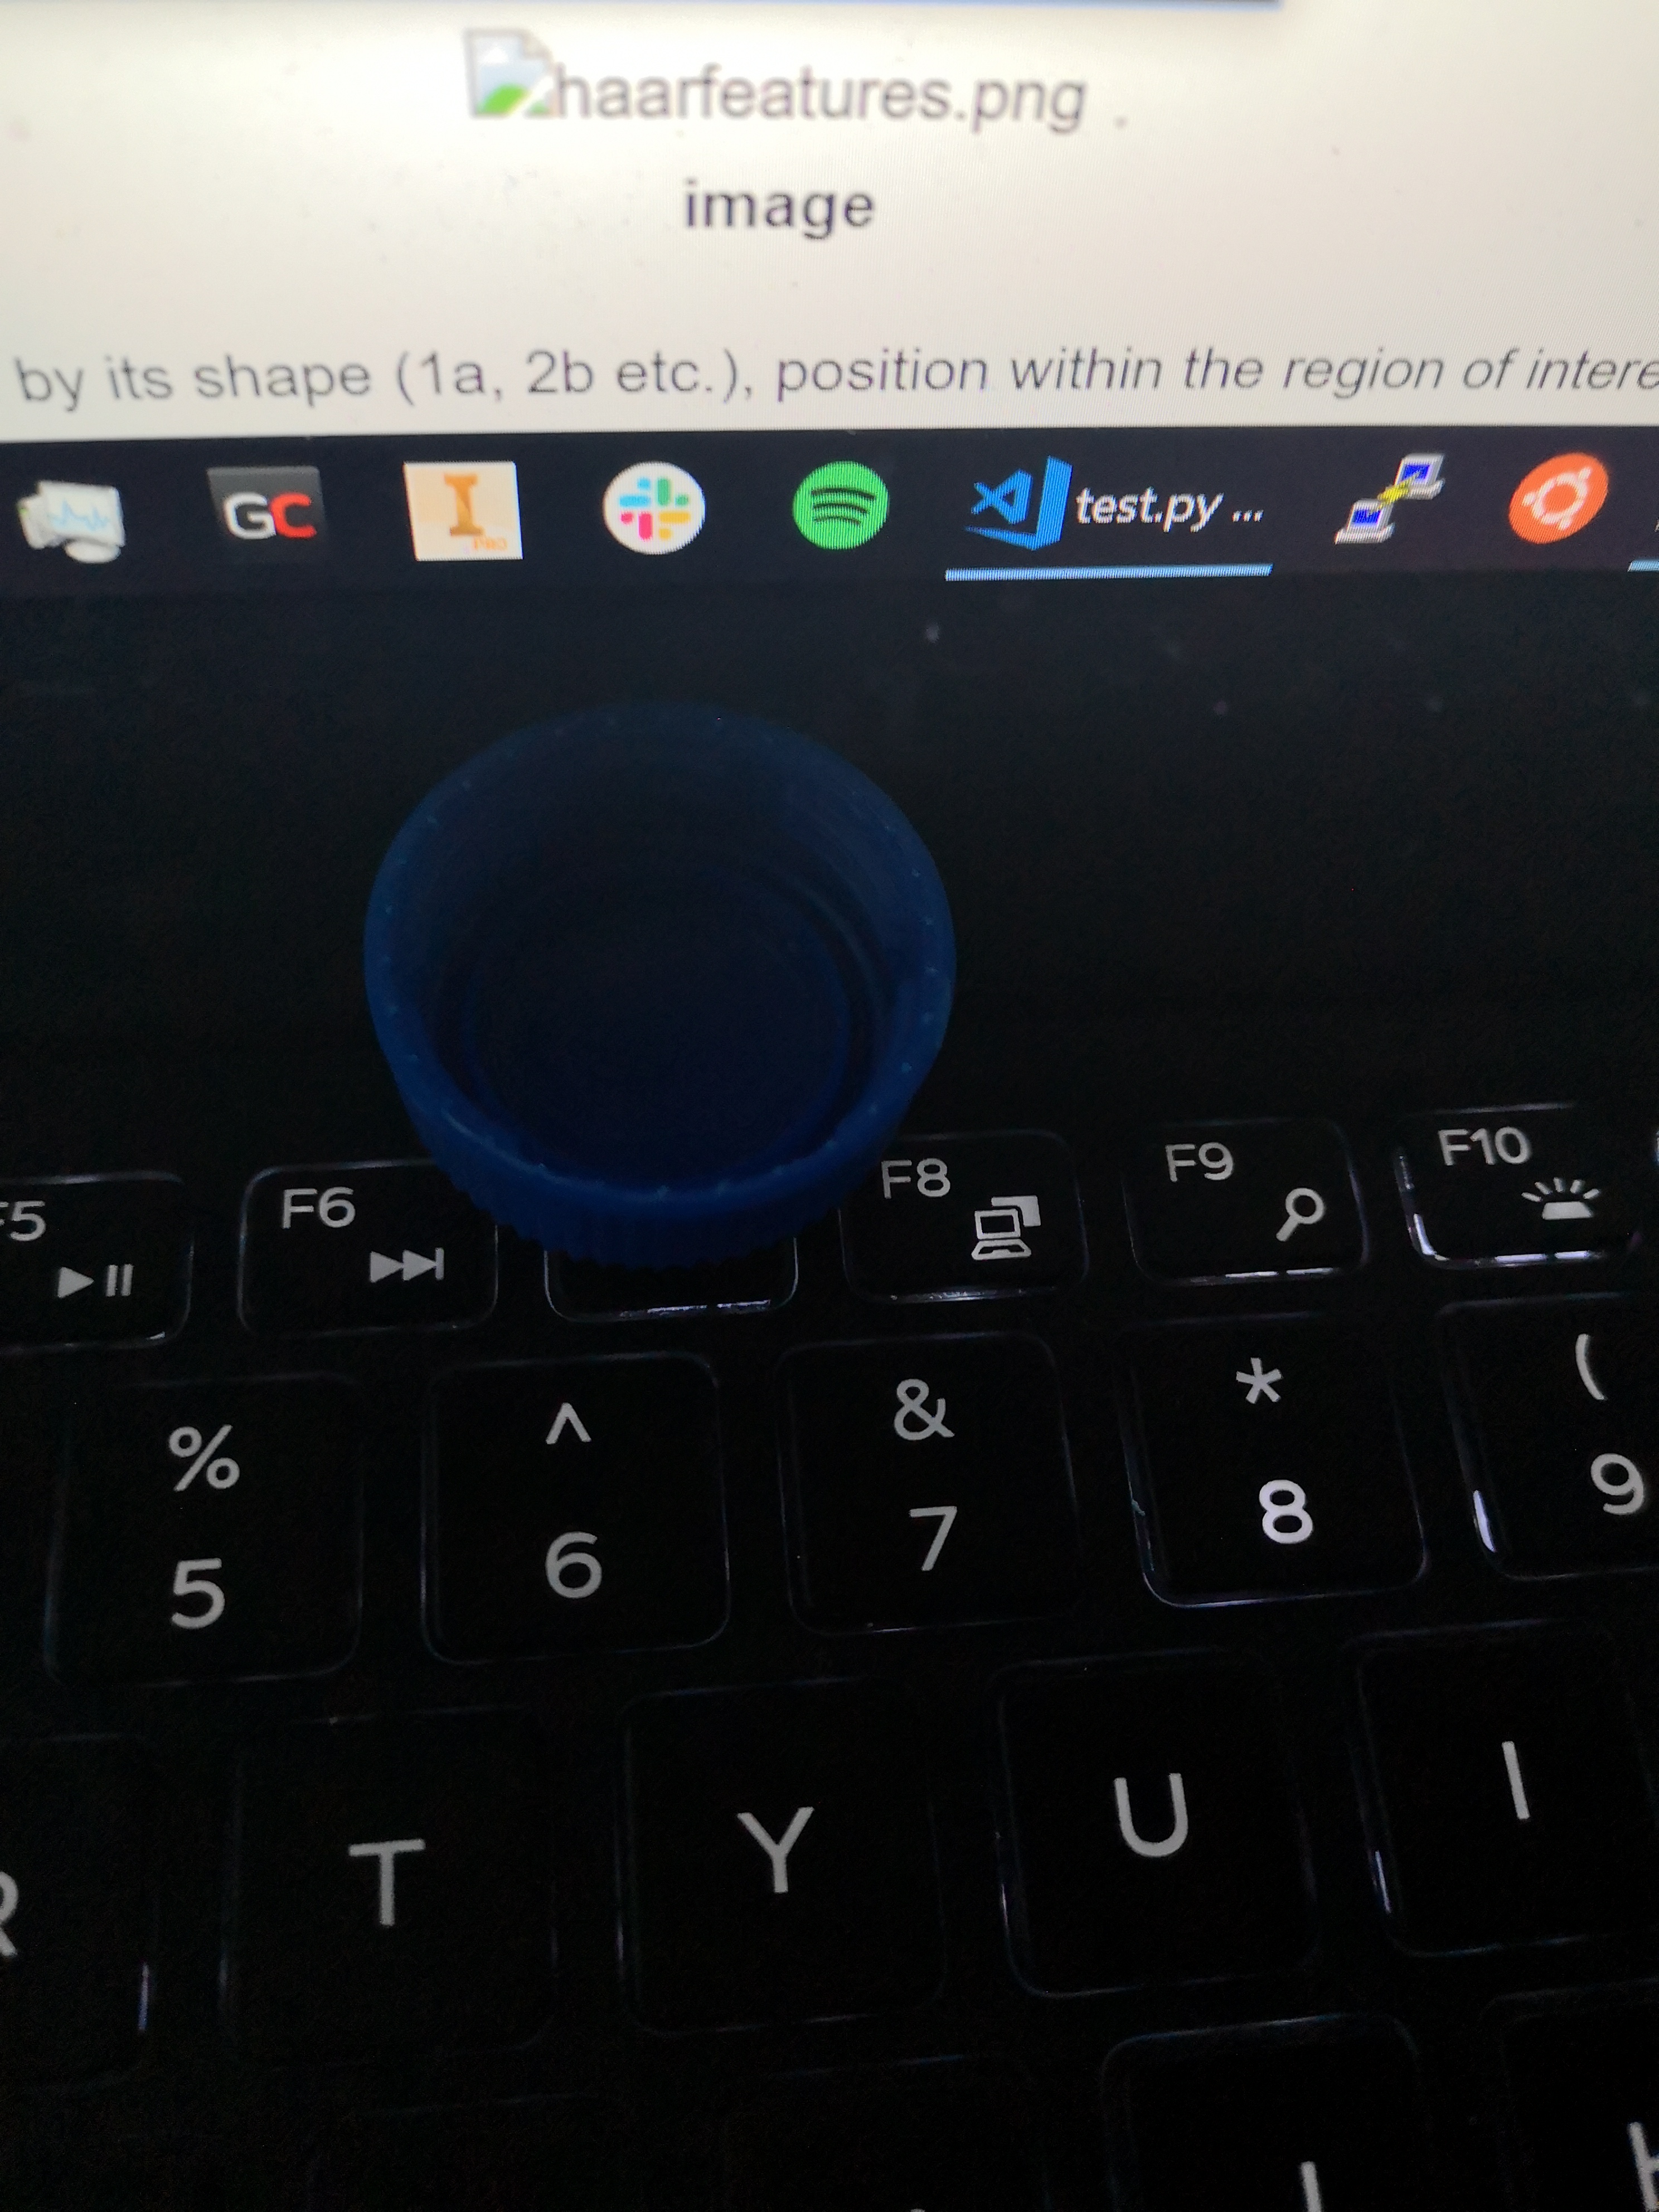 haarfeatures.png .
image
by its shape (1a, 2b etc.), position within the region of intere
GC I PRO test.py ...
F5 F6 F8 F9 F10
% ^ & * (
5 6 7 8 9
R T Y U I